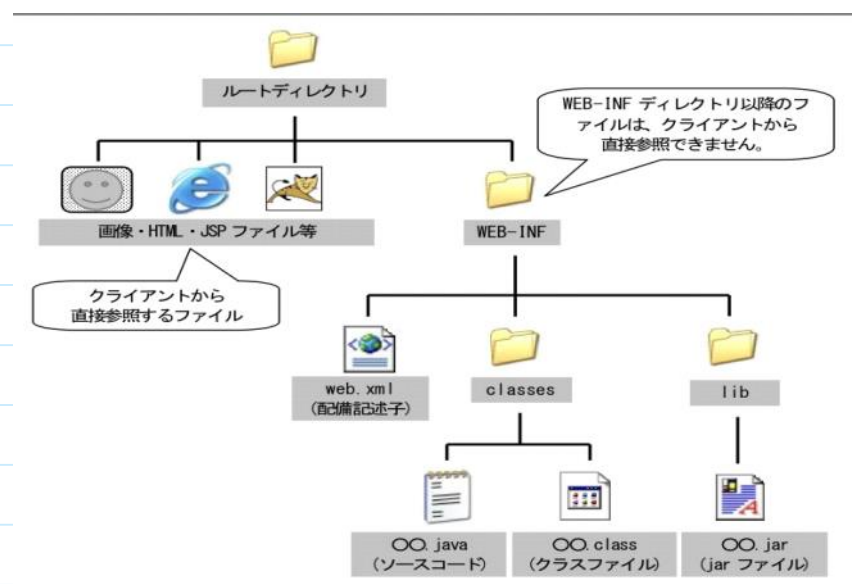 ルートディレクトリ
WEB-INF ディレクトリ以降のフ
ァイルは、クライアントから
直接参照できません。
画像・HTML・JSP ファイル等
WEB-INF
クライアントから
直接参照するファイル
web.xml
(配備記述子)
classes
lib
〇〇.java
(ソースコード)
〇〇.class
(クラスファイル)
〇〇.jar
(jar ファイル)